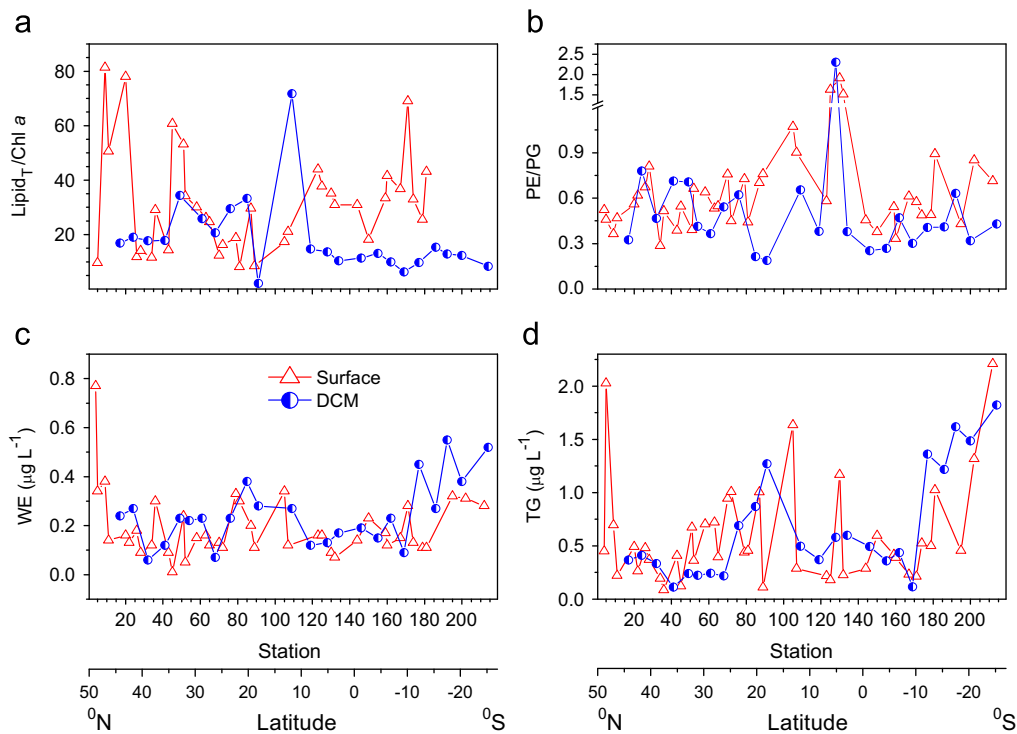 a
b
80
60
40
20
Lipid_T/Chl a
2.5
2.0
1.5
0.9
0.6
0.3
0.0
PE/PG
c
d
0.8
0.6
0.4
0.2
0.0
WE (µg L⁻¹)
Surface
DCM
2.0
1.5
1.0
0.5
0.0
TG (µg L⁻¹)
20 40 60 80 100 120 140 160 180 200
20 40 60 80 100 120 140 160 180 200
Station
Station
50 40 30 20 10 0 -10 -20
50 40 30 20 10 0 -10 -20
⁰N Latitude ⁰S
⁰N Latitude ⁰S